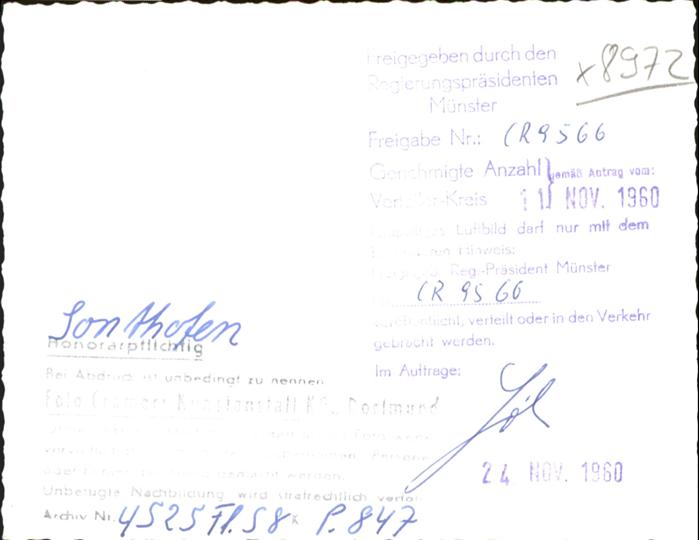 Freigegeben durch den
Regierungspräsidenten
Münster
x8972
Freigabe Nr.: CR9566
Genehmigte Anzahl } gemäß Antrag vom:
Verteiler-Kreis 11 NOV. 1960
Luftbild darf nur mit dem
Hinweis:
Reg.-Präsident Münster
CR 9566
veröffentlicht, verteilt oder in den Verkehr
gebracht werden.
Im Auftrage:
24 NOV. 1960
Sonthofen
Honorarpflichtig
Bei Abdruck ist unbedingt zu nennen
Foto Cramers Kunstanstalt KG., Dortmund
oder werden.
Unbefugte Nachbildung wird strafrechtlich
Archiv Nr. 4525 Fl. 58 K P. 847